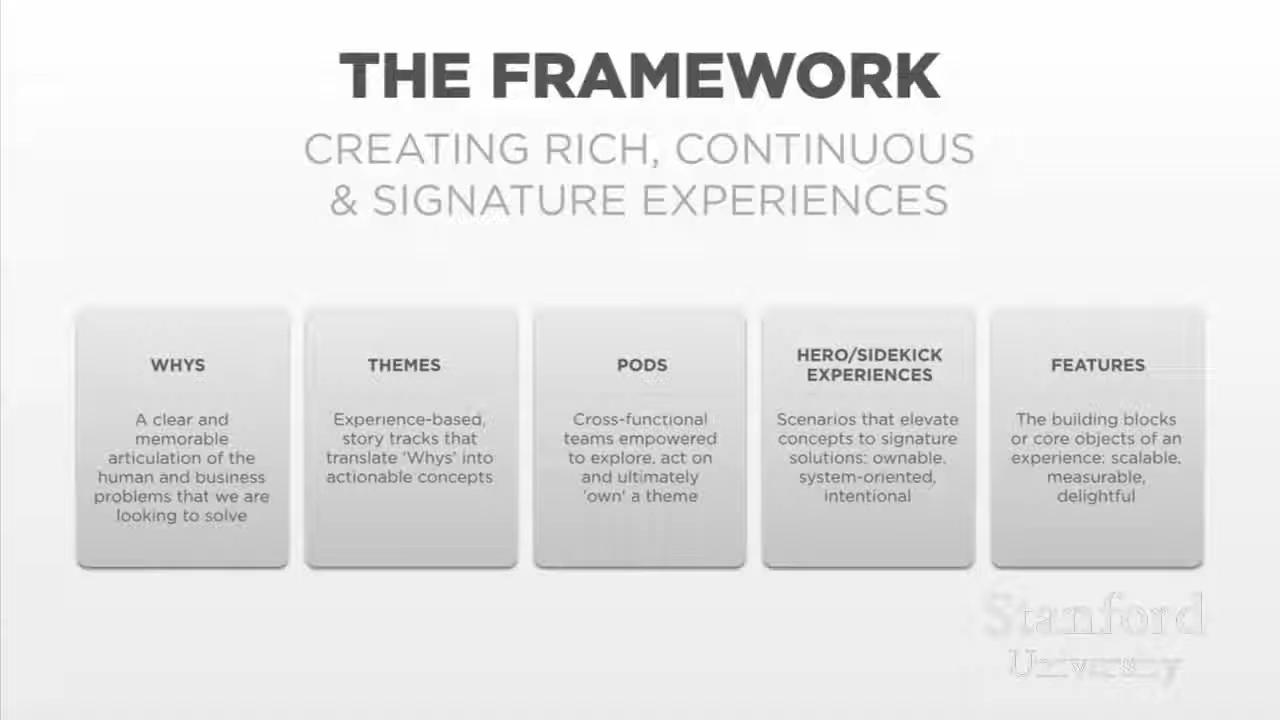 THE FRAMEWORK
CREATING RICH, CONTINUOUS
& SIGNATURE EXPERIENCES
WHYS
A clear and
memorable
articulation of the
human and business
problems that we are
looking to solve
THEMES
Experience-based,
story tracks that
translate 'Whys' into
actionable concepts
PODS
Cross-functional
teams empowered
to explore, act on
and ultimately
'own' a theme
HERO/SIDEKICK
EXPERIENCES
Scenarios that elevate
concepts to signature
solutions: ownable,
system-oriented,
intentional
FEATURES
The building blocks
or core objects of an
experience: scalable,
measurable,
delightful
Stanford
University